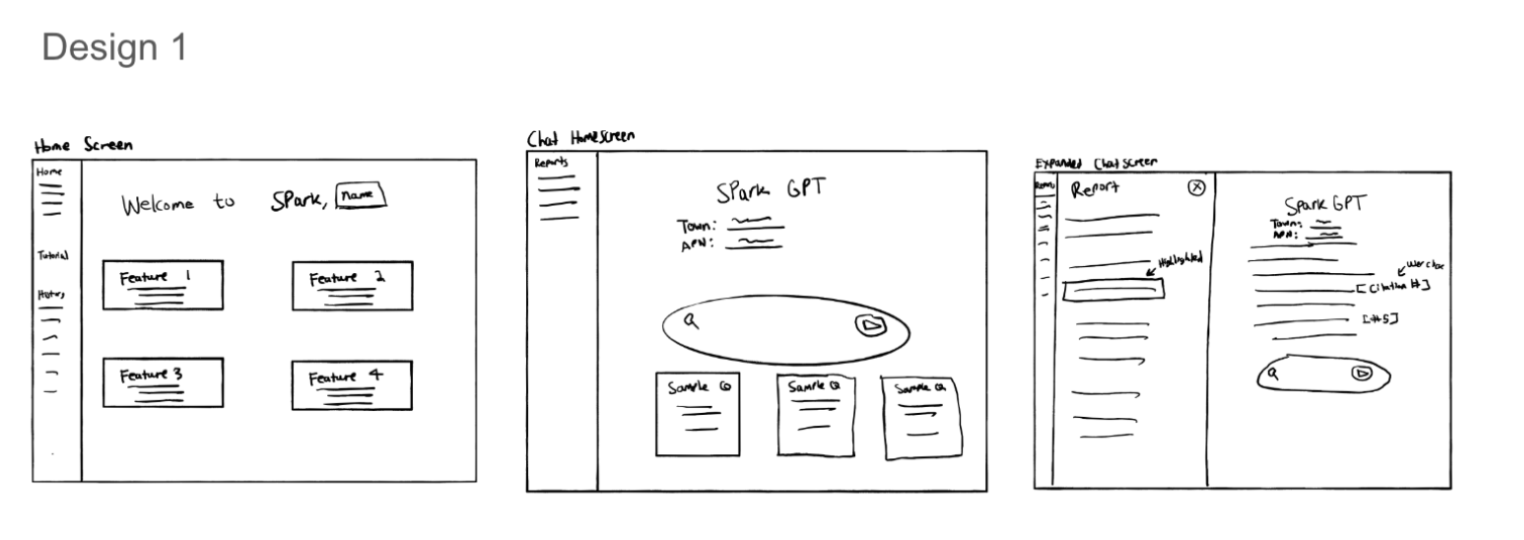 Design 1
Home Screen
Home
Welcome to SPark, name
Tutorial
History
Feature 1
Feature 2
Feature 3
Feature 4
Chat HomeScreen
Reports
SPark GPT
Town:
APN:
Sample Q
Sample Q
Sample Q
Expanded Chat Screen
Report
X
Highlighted
Spark GPT
Town:
APN:
[Citation #]
[#5]